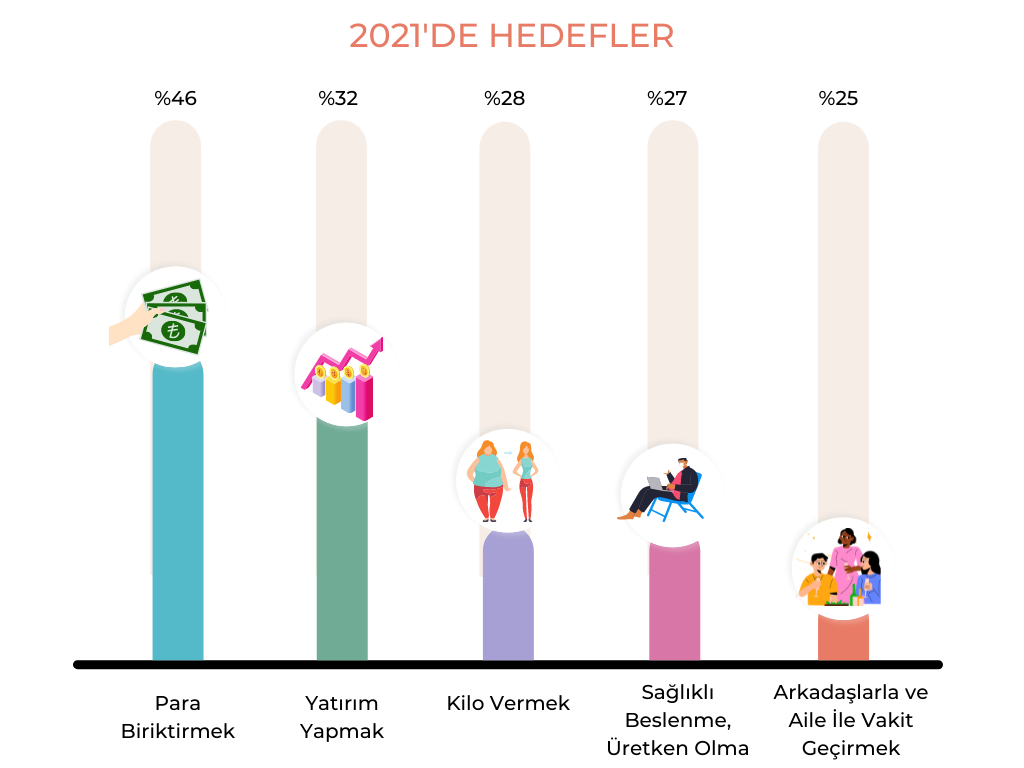 2021'DE HEDEFLER
%46
%32
%28
%27
%25
Para
Biriktirmek
Yatırım
Yapmak
Kilo Vermek
Sağlıklı
Beslenme,
Üretken Olma
Arkadaşlarla ve
Aile İle Vakit
Geçirmek